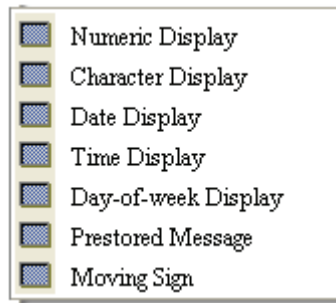 Numeric Display
Character Display
Date Display
Time Display
Day-of-week Display
Prestored Message
Moving Sign